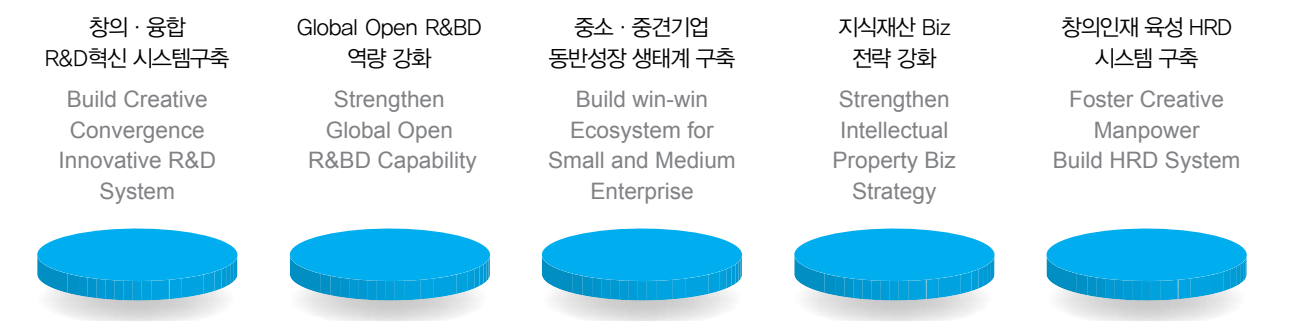 창의 · 융합
R&D혁신 시스템구축
Build Creative
Convergence
Innovative R&D
System
Global Open R&BD
역량 강화
Strengthen
Global Open
R&BD Capability
중소 · 중견기업
동반성장 생태계 구축
Build win-win
Ecosystem for
Small and Medium
Enterprise
지식재산 Biz
전략 강화
Strengthen
Intellectual
Property Biz
Strategy
창의인재 육성 HRD
시스템 구축
Foster Creative
Manpower
Build HRD System